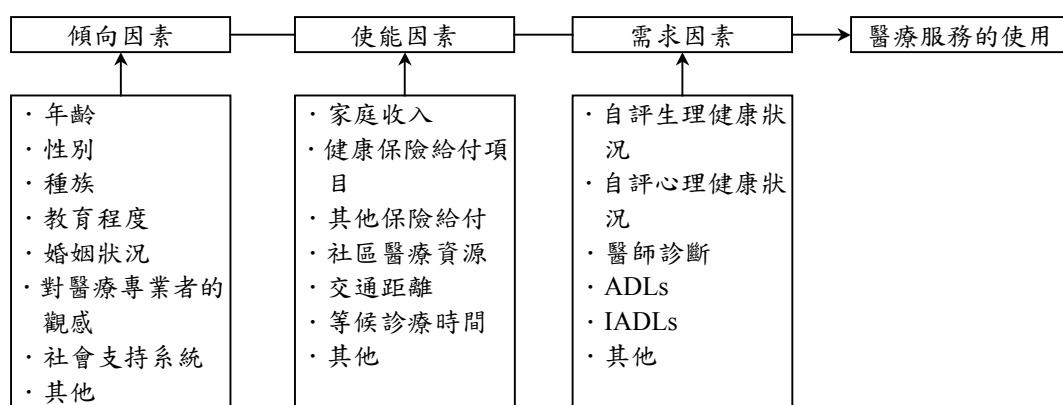 傾向因素
使能因素
需求因素
醫療服務的使用
·年齡
·性別
·種族
·教育程度
·婚姻狀況
·對醫療專業者的
觀感
·社會支持系統
·其他
·家庭收入
·健康保險給付項
目
·其他保險給付
·社區醫療資源
·交通距離
·等候診療時間
·其他
·自評生理健康狀
況
·自評心理健康狀
況
·醫師診斷
·ADLs
·IADLs
·其他